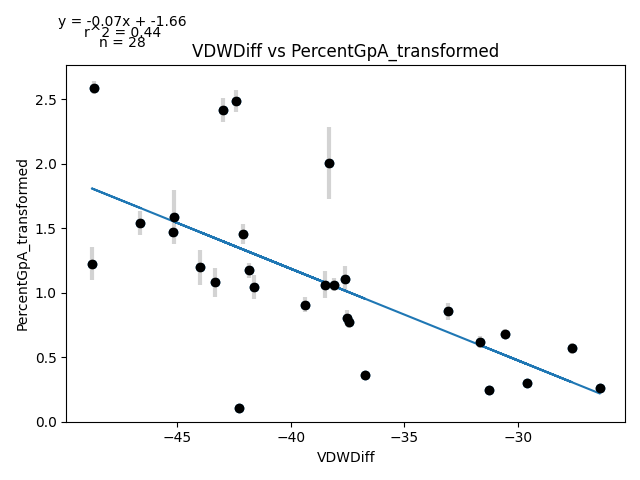 y = -0.07x + -1.66
r^2 = 0.44
n = 28
VDWDiff vs PercentGpA_transformed
PercentGpA_transformed
2.5
2.0
1.5
1.0
0.5
0.0
−45 −40 −35 −30
VDWDiff